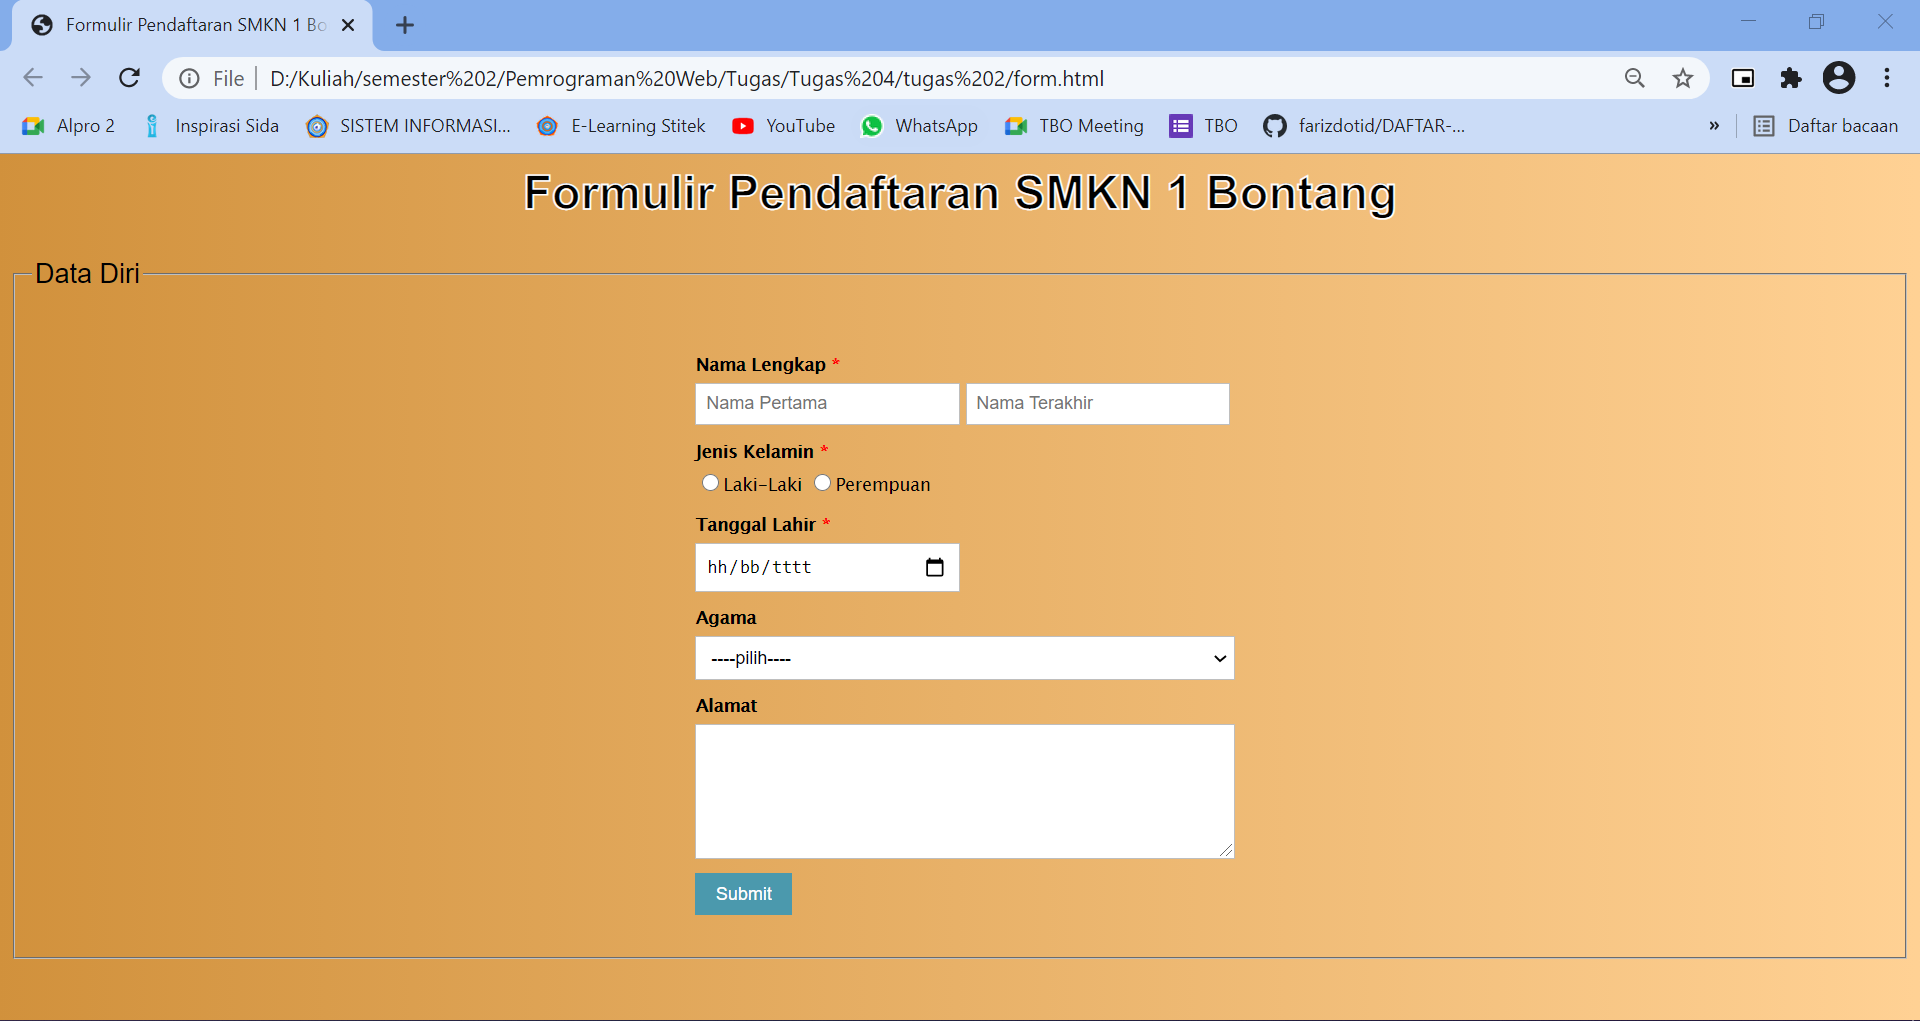 Formulir Pendaftaran SMKN 1 Bo
File D:/Kuliah/semester%202/Pemrograman%20Web/Tugas/Tugas%204/tugas%202/form.html
Alpro 2 Inspirasi Sida SISTEM INFORMASI... E-Learning Stitek YouTube WhatsApp TBO Meeting TBO farizdotid/DAFTAR-... » Daftar bacaan
Formulir Pendaftaran SMKN 1 Bontang
Data Diri
Nama Lengkap *
Nama Pertama Nama Terakhir
Jenis Kelamin *
Laki-Laki Perempuan
Tanggal Lahir *
hh/bb/tttt
Agama
----pilih----
Alamat
Submit